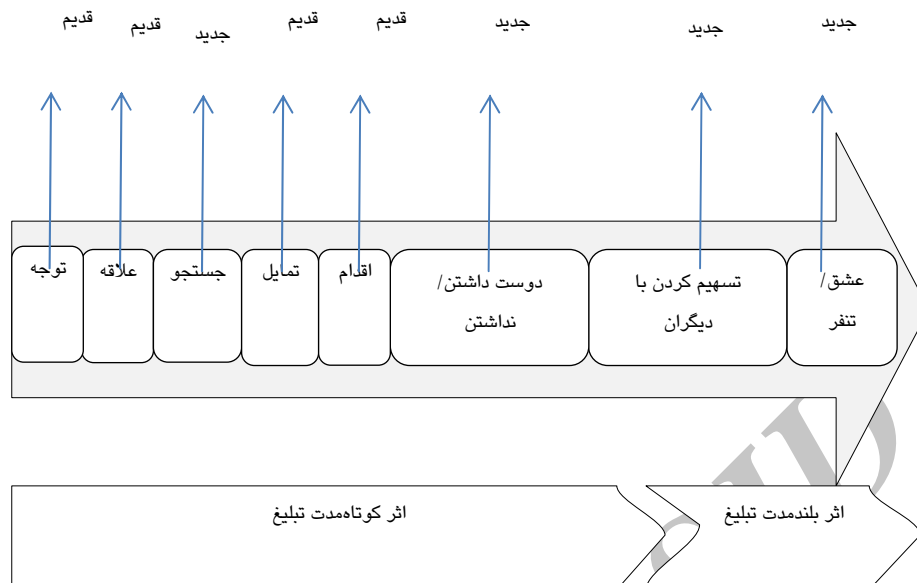 قدیم
قدیم
جدید
قدیم
قدیم
جدید
جدید
جدید
توجه
علاقه
جستجو
تمایل
اقدام
دوست داشتن/
نداشتن
تسهیم کردن با
دیگران
عشق/
تنفر
اثر کوتاه‌مدت تبلیغ
اثر بلندمدت تبلیغ